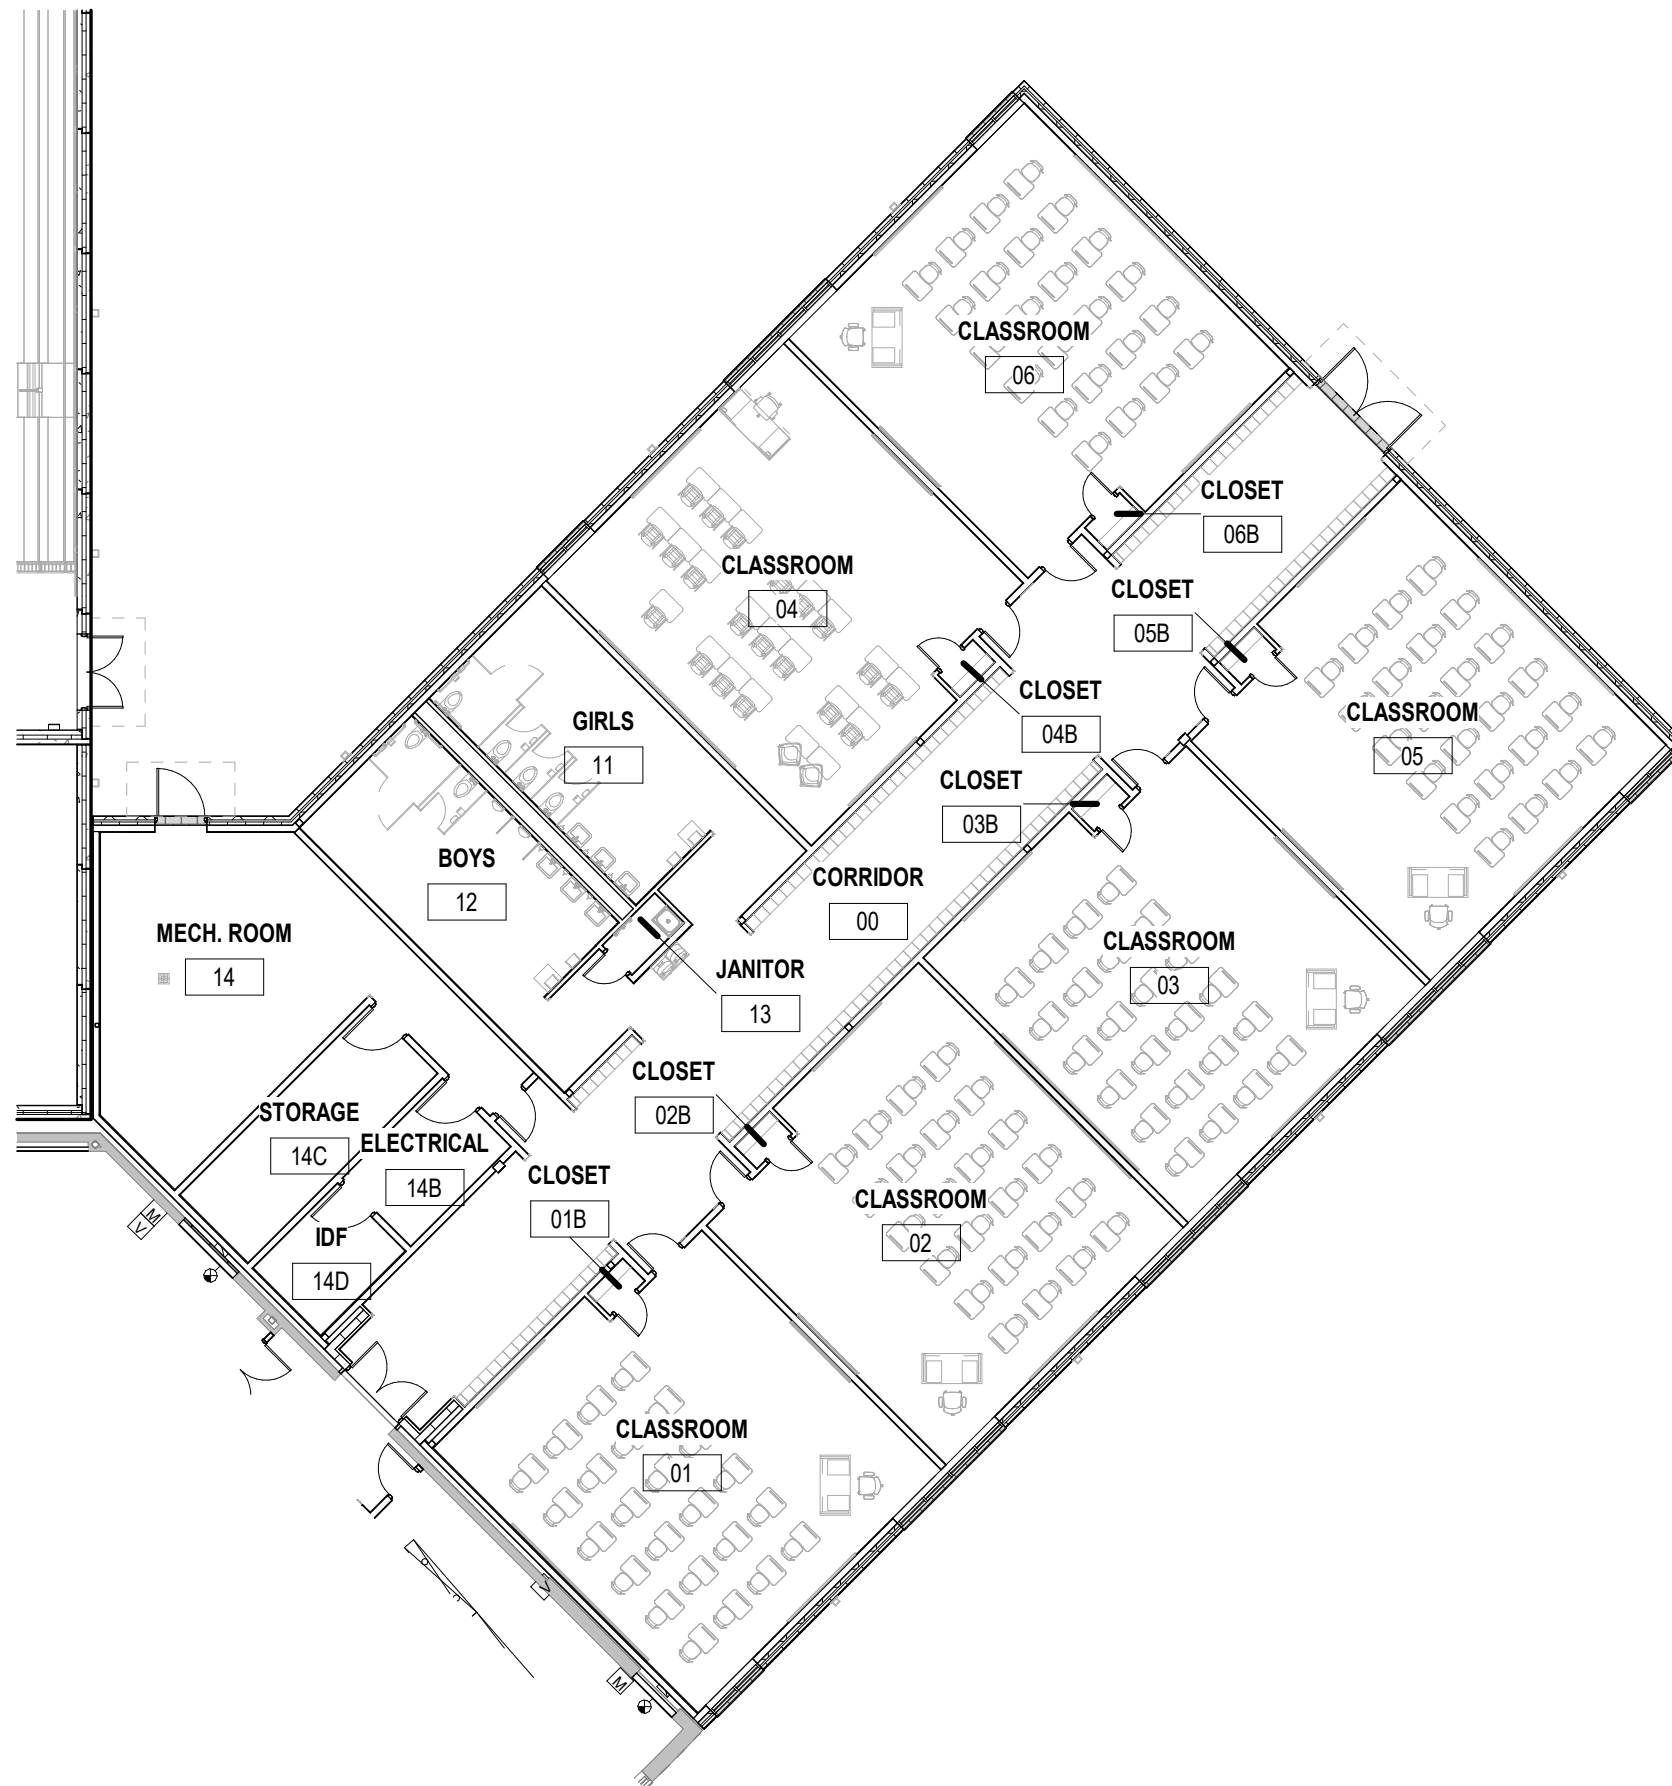 CLASSROOM
06
CLOSET
06B
CLASSROOM
04
CLOSET
05B
CLOSET
04B
CLASSROOM
05
GIRLS
11
CLOSET
03B
BOYS
12
CORRIDOR
00
MECH. ROOM
14
CLASSROOM
03
JANITOR
13
CLOSET
02B
STORAGE
14C
ELECTRICAL
14B
CLOSET
01B
CLASSROOM
02
IDF
14D
M
V
CLASSROOM
01
V
M